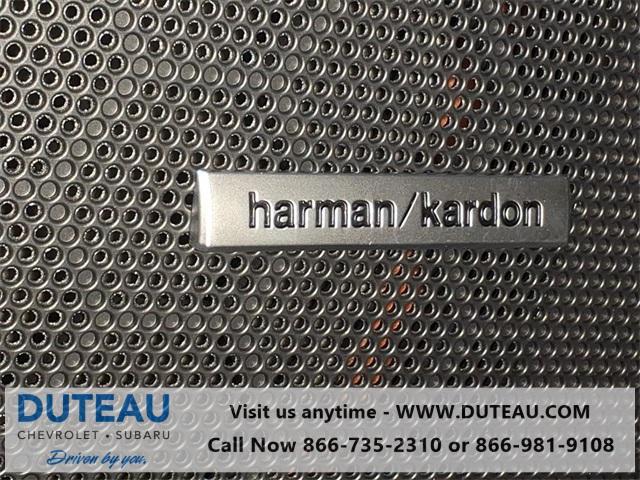 harman/kardon
DUTEAU
CHEVROLET • SUBARU
Driven by you.
Visit us anytime - WWW.DUTEAU.COM
Call Now 866-735-2310 or 866-981-9108